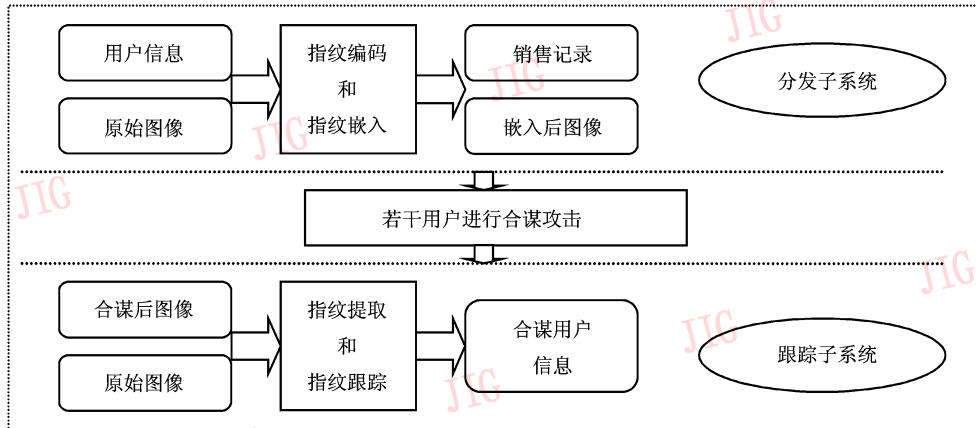 用户信息
原始图像
指纹编码
和
指纹嵌入
销售记录
嵌入后图像
分发子系统
若干用户进行合谋攻击
合谋后图像
原始图像
指纹提取
和
指纹跟踪
合谋用户
信息
跟踪子系统
JIG
JIG
JIG
JIG
JIG
JIG
JIG